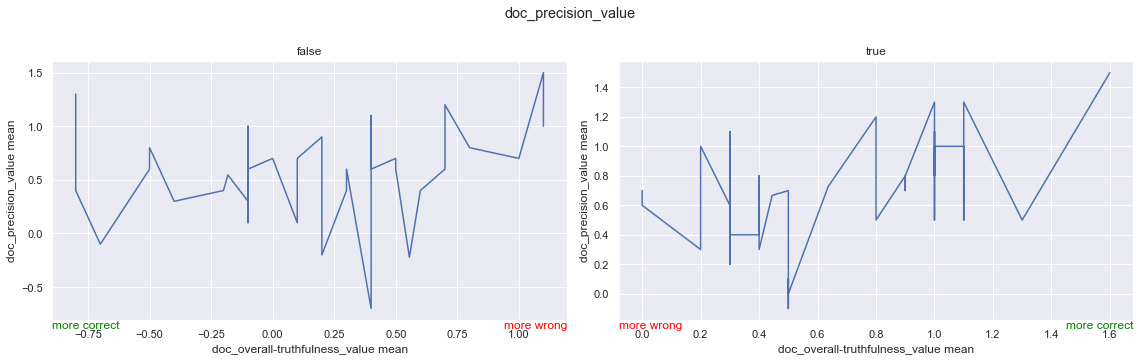 doc_precision_value
false
doc_precision_value mean
1.5
1.0
0.5
0.0
−0.5
−0.75
−0.50
−0.25
0.00
0.25
0.50
0.75
1.00
more correct
more wrong
doc_overall-truthfulness_value mean
true
doc_precision_value mean
1.4
1.2
1.0
0.8
0.6
0.4
0.2
0.0
0.0
0.2
0.4
0.6
0.8
1.0
1.2
1.4
1.6
more wrong
more correct
doc_overall-truthfulness_value mean